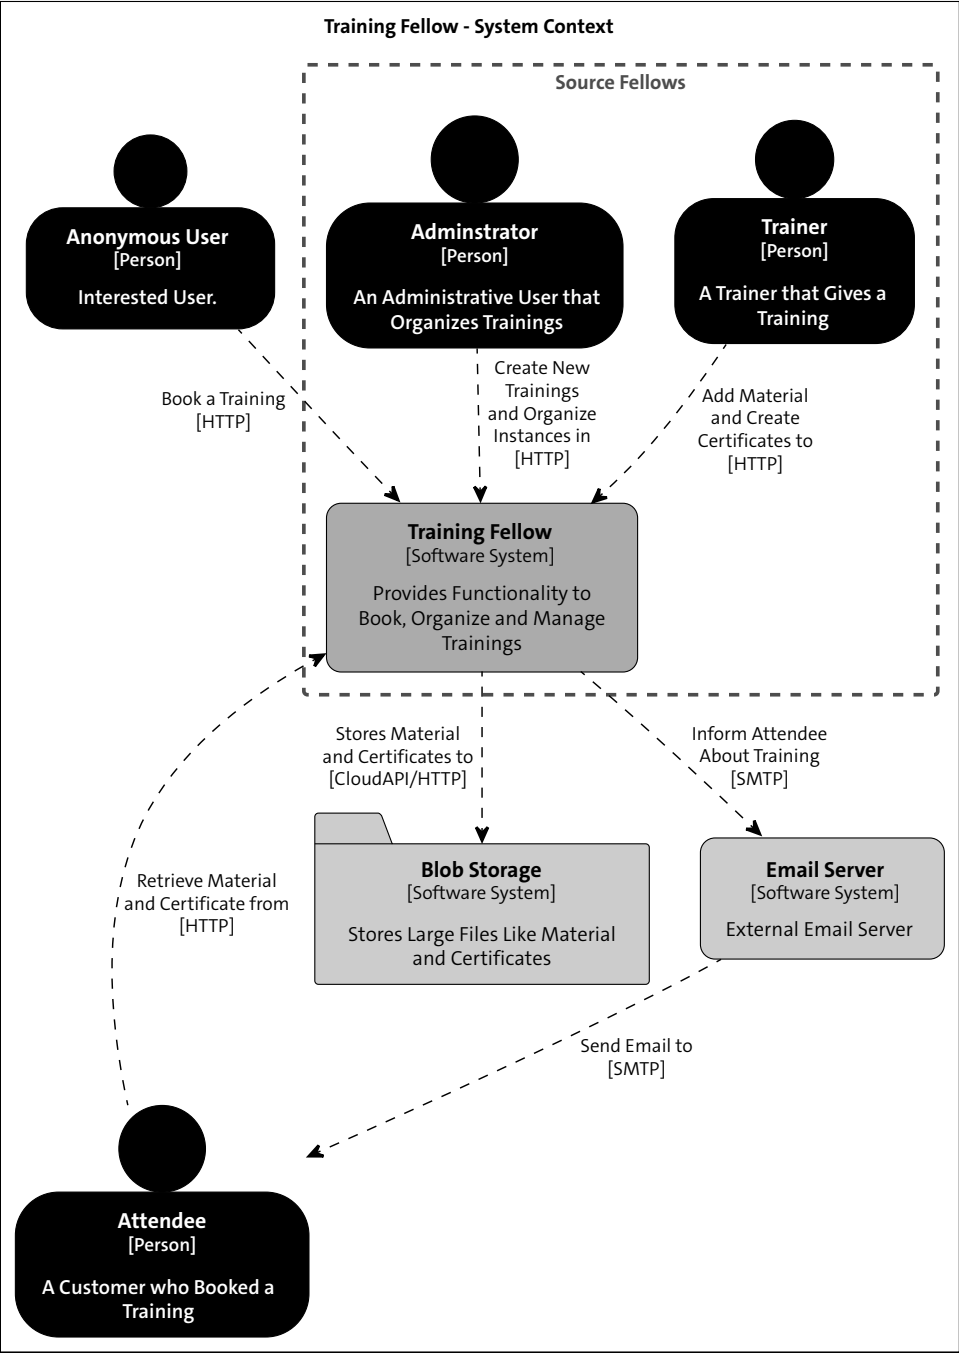 Training Fellow - System Context
Source Fellows
Anonymous User
[Person]
Interested User.
Adminstrator
[Person]
An Administrative User that
Organizes Trainings
Trainer
[Person]
A Trainer that Gives a
Training
Book a Training
[HTTP]
Create New
Trainings
and Organize
Instances in
[HTTP]
Add Material
and Create
Certificates to
[HTTP]
Training Fellow
[Software System]
Provides Functionality to
Book, Organize and Manage
Trainings
Stores Material
and Certificates to
[CloudAPI/HTTP]
Inform Attendee
About Training
[SMTP]
Retrieve Material
and Certificate from
[HTTP]
Blob Storage
[Software System]
Stores Large Files Like Material
and Certificates
Email Server
[Software System]
External Email Server
Send Email to
[SMTP]
Attendee
[Person]
A Customer who Booked a
Training